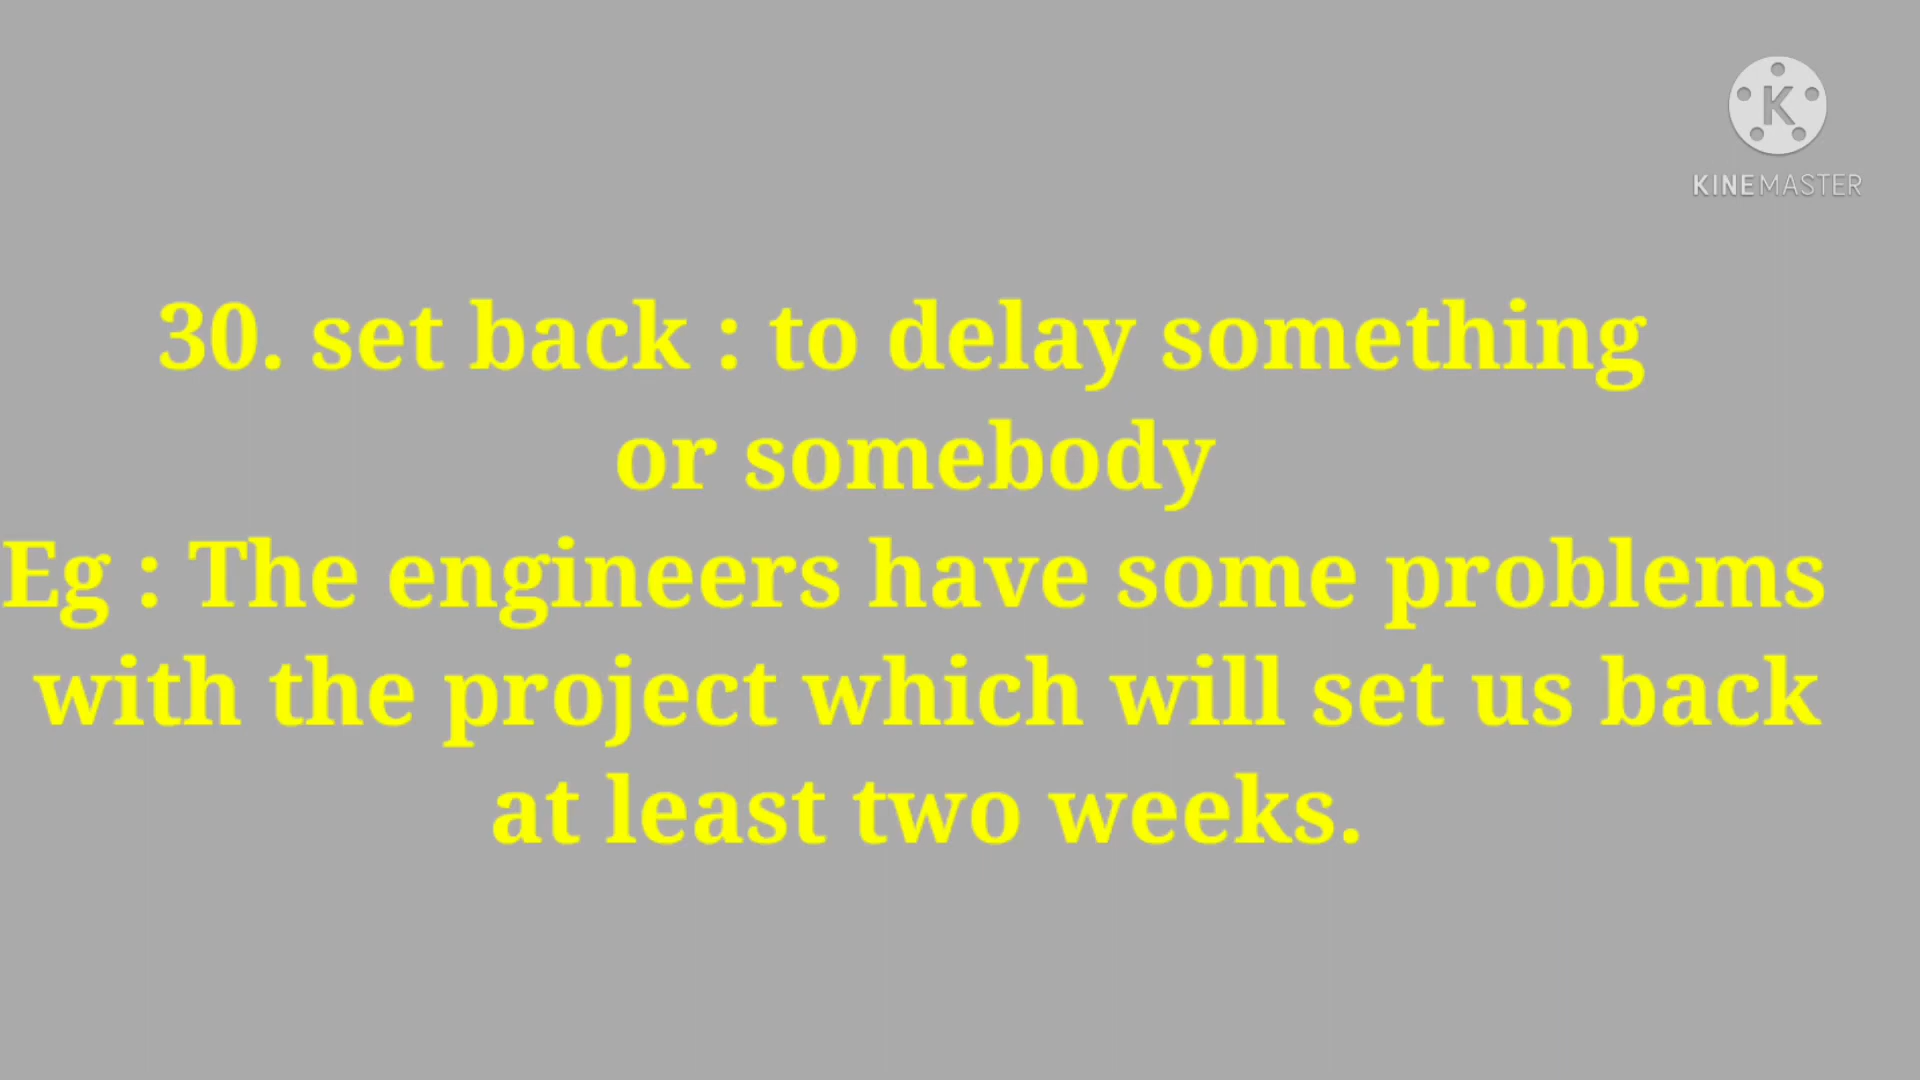 K
KINEMASTER
30. set back : to delay something
or somebody
Eg : The engineers have some problems
with the project which will set us back
at least two weeks.